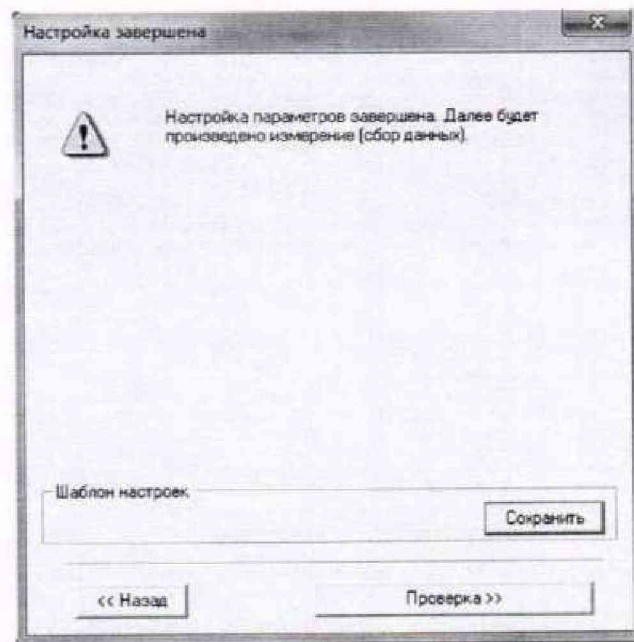 Настройка завершена
Настройка параметров завершена. Далее будет
произведено измерение (сбор данных).
Шаблон настроек
Сохранить
<< Назад
Проверка >>